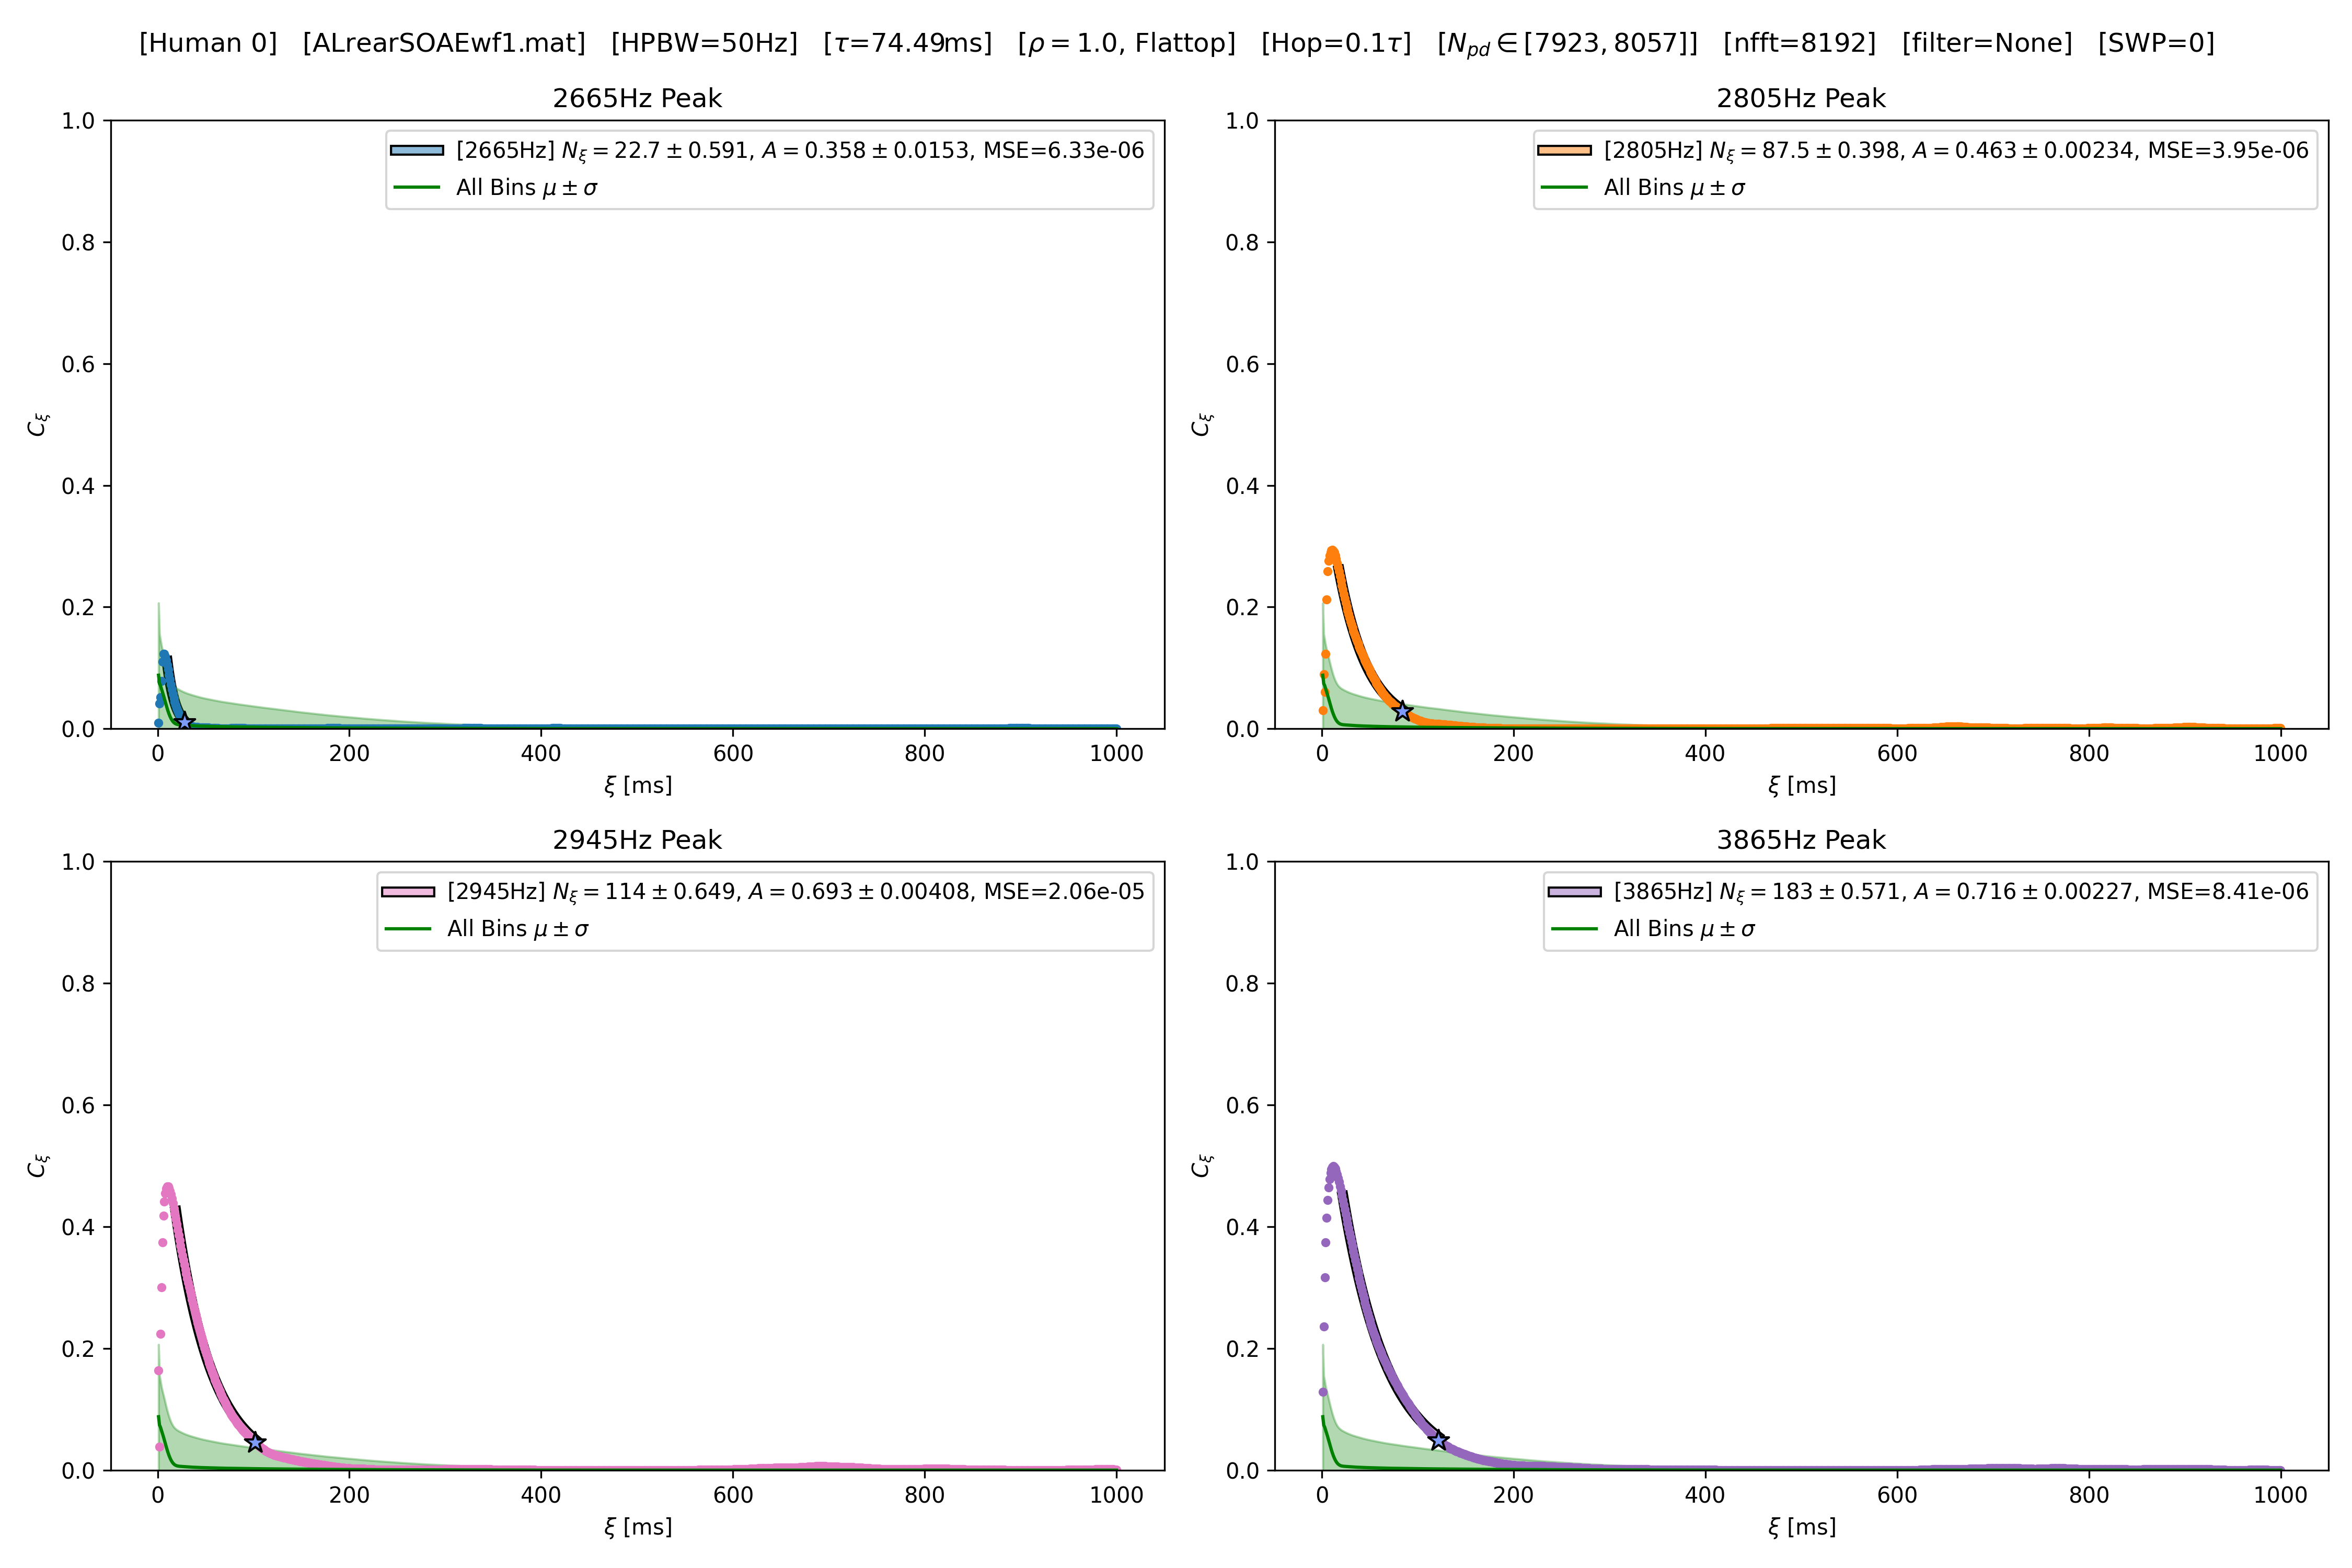 [Human 0] [ALrearSOAEwf1.mat] [HPBW=50Hz] [τ=74.49ms] [ρ = 1.0, Flattop] [Hop=0.1τ] [N_pd ∈ [7923, 8057]] [nfft=8192] [filter=None] [SWP=0]
2665Hz Peak
1.0
0.8
0.6
0.4
0.2
0.0
C_ξ
[2665Hz] N_ξ = 22.7 ± 0.591, A = 0.358 ± 0.0153, MSE=6.33e-06
All Bins μ ± σ
0 200 400 600 800 1000
ξ [ms]
2805Hz Peak
1.0
0.8
0.6
0.4
0.2
0.0
C_ξ
[2805Hz] N_ξ = 87.5 ± 0.398, A = 0.463 ± 0.00234, MSE=3.95e-06
All Bins μ ± σ
0 200 400 600 800 1000
ξ [ms]
2945Hz Peak
1.0
0.8
0.6
0.4
0.2
0.0
C_ξ
[2945Hz] N_ξ = 114 ± 0.649, A = 0.693 ± 0.00408, MSE=2.06e-05
All Bins μ ± σ
0 200 400 600 800 1000
ξ [ms]
3865Hz Peak
1.0
0.8
0.6
0.4
0.2
0.0
C_ξ
[3865Hz] N_ξ = 183 ± 0.571, A = 0.716 ± 0.00227, MSE=8.41e-06
All Bins μ ± σ
0 200 400 600 800 1000
ξ [ms]